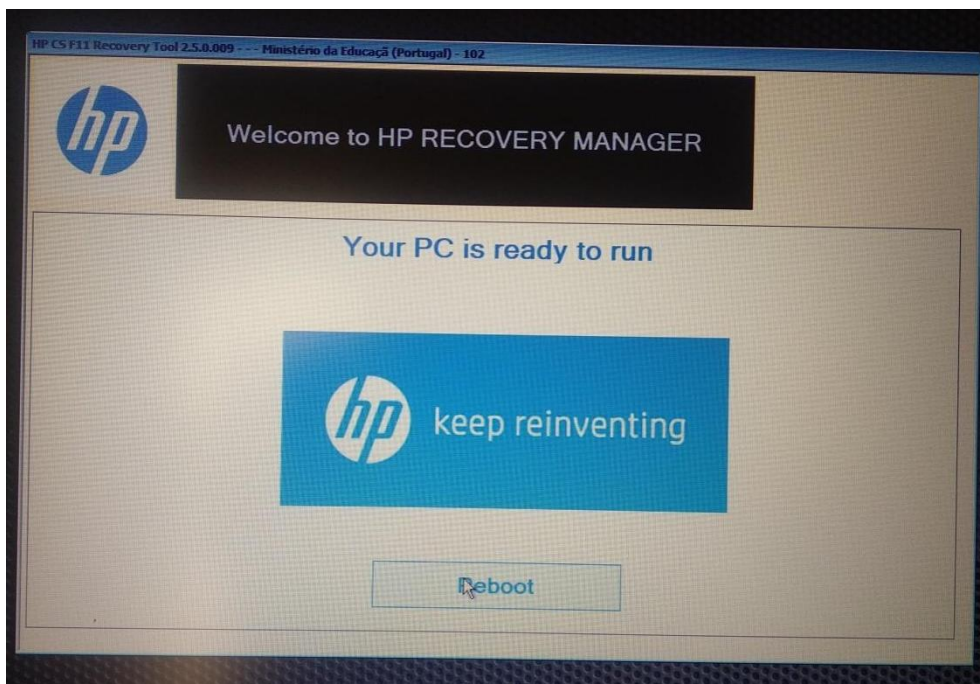 HP CS F11 Recovery Tool 2.5.0.009 - - - Ministério da Educaçã (Portugal) - 102
hp
Welcome to HP RECOVERY MANAGER
Your PC is ready to run
hp keep reinventing
Reboot